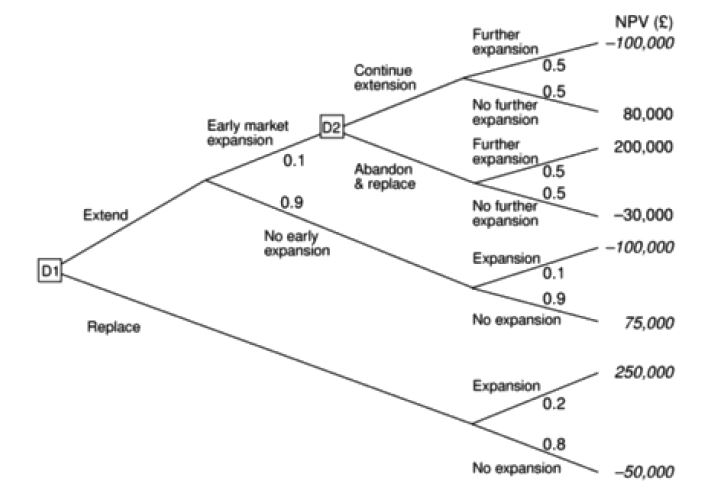 NPV (£)
Further
expansion
–100,000
0.5
Continue
extension
0.5
No further
expansion
80,000
Early market
expansion
D2
0.1
Further
expansion
200,000
0.5
Abandon
& replace
0.5
No further
expansion
–30,000
Extend
0.9
No early
expansion
Expansion
–100,000
0.1
D1
0.9
No expansion
75,000
Replace
Expansion
250,000
0.2
0.8
No expansion
–50,000